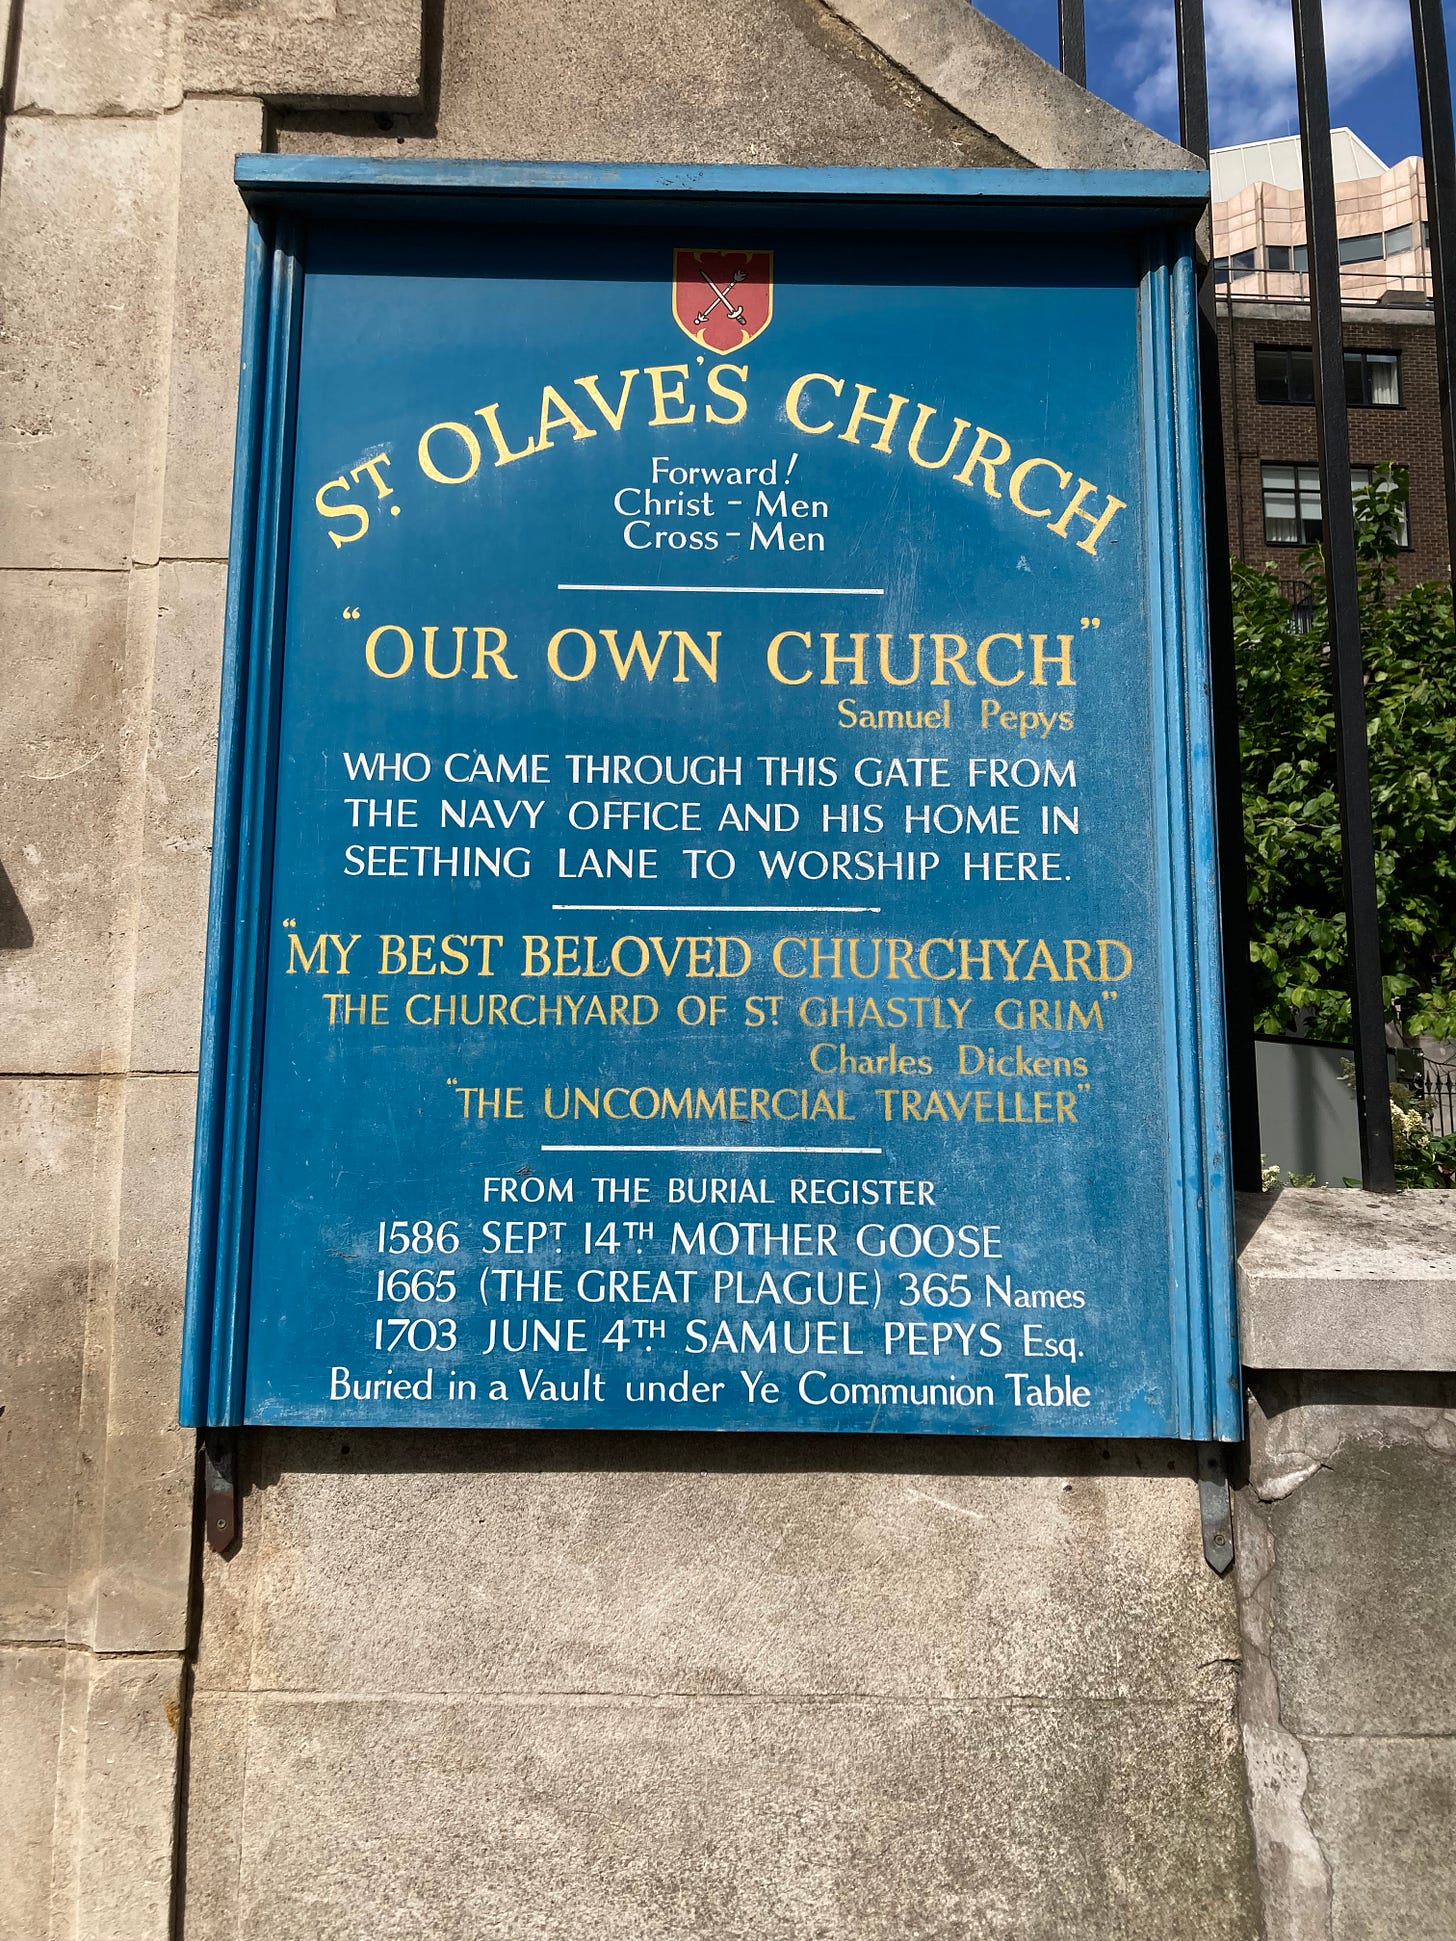 ST. OLAVE'S CHURCH
Forward!
Christ - Men
Cross - Men
"OUR OWN CHURCH"
Samuel Pepys
WHO CAME THROUGH THIS GATE FROM
THE NAVY OFFICE AND HIS HOME IN
SEETHING LANE TO WORSHIP HERE.
"MY BEST BELOVED CHURCHYARD
THE CHURCHYARD OF ST. GHASTLY GRIM"
Charles Dickens
"THE UNCOMMERCIAL TRAVELLER"
FROM THE BURIAL REGISTER
1586 SEPT. 14TH. MOTHER GOOSE
1665 (THE GREAT PLAGUE) 365 Names
1703 JUNE 4TH. SAMUEL PEPYS Esq.
Buried in a Vault under Ye Communion Table